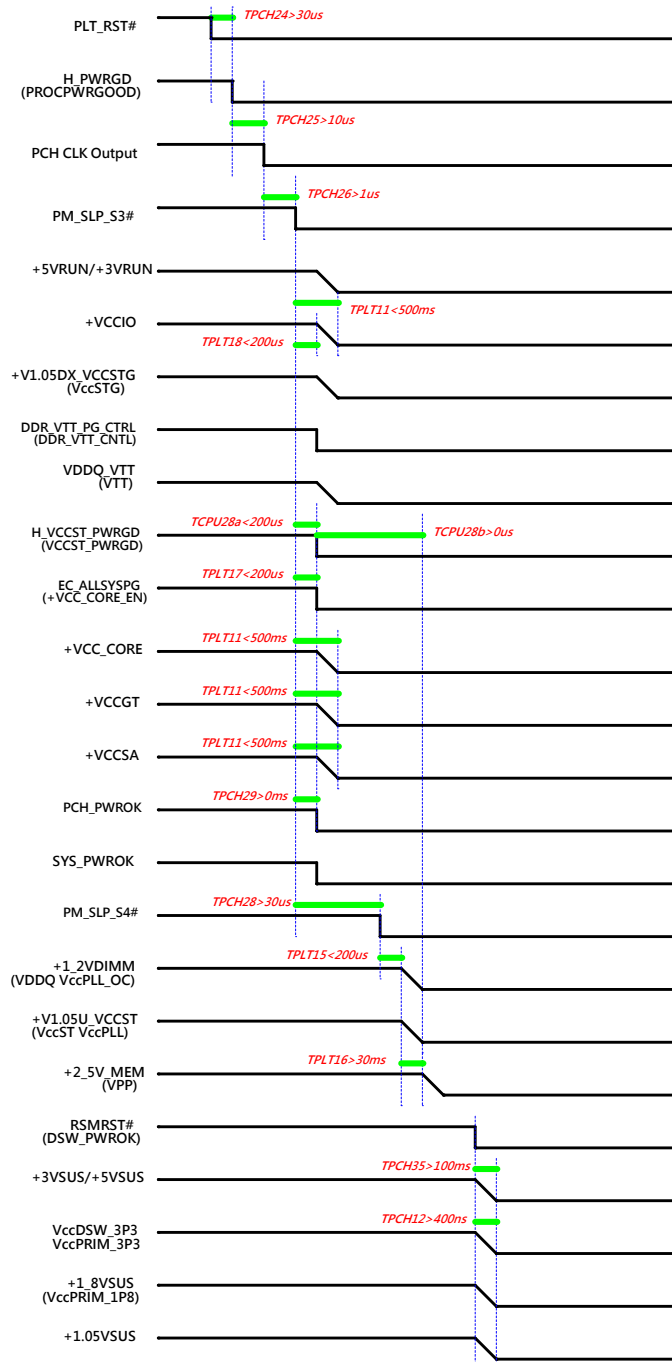 TPCH24>30us
PLT_RST#
H_PWRGD
(PROCPWRGOOD)
TPCH25>10us
PCH CLK Output
TPCH26>1us
PM_SLP_S3#
+5VRUN/+3VRUN
TPLT11<500ms
+VCCIO
TPLT18<200us
+V1.05DX_VCCSTG
(VccSTG)
DDR_VTT_PG_CTRL
(DDR_VTT_CNTL)
VDDQ_VTT
(VTT)
TCPU28a<200us
H_VCCST_PWRGD
TCPU28b>0us
(VCCST_PWRGD)
TPLT17<200us
EC_ALLSYSPG
(+VCC_CORE_EN)
TPLT11<500ms
+VCC_CORE
TPLT11<500ms
+VCCGT
TPLT11<500ms
+VCCSA
TPCH29>0ms
PCH_PWROK
SYS_PWROK
TPCH28>30us
PM_SLP_S4#
TPLT15<200us
+1_2VDIMM
(VDDQ VccPLL_OC)
+V1.05U_VCCST
(VccST VccPLL)
TPLT16>30ms
+2_5V_MEM
(VPP)
RSMRST#
(DSW_PWROK)
TPCH35>100ms
+3VSUS/+5VSUS
TPCH12>400ns
VccDSW_3P3
VccPRIM_3P3
+1_8VSUS
(VccPRIM_1P8)
+1.05VSUS